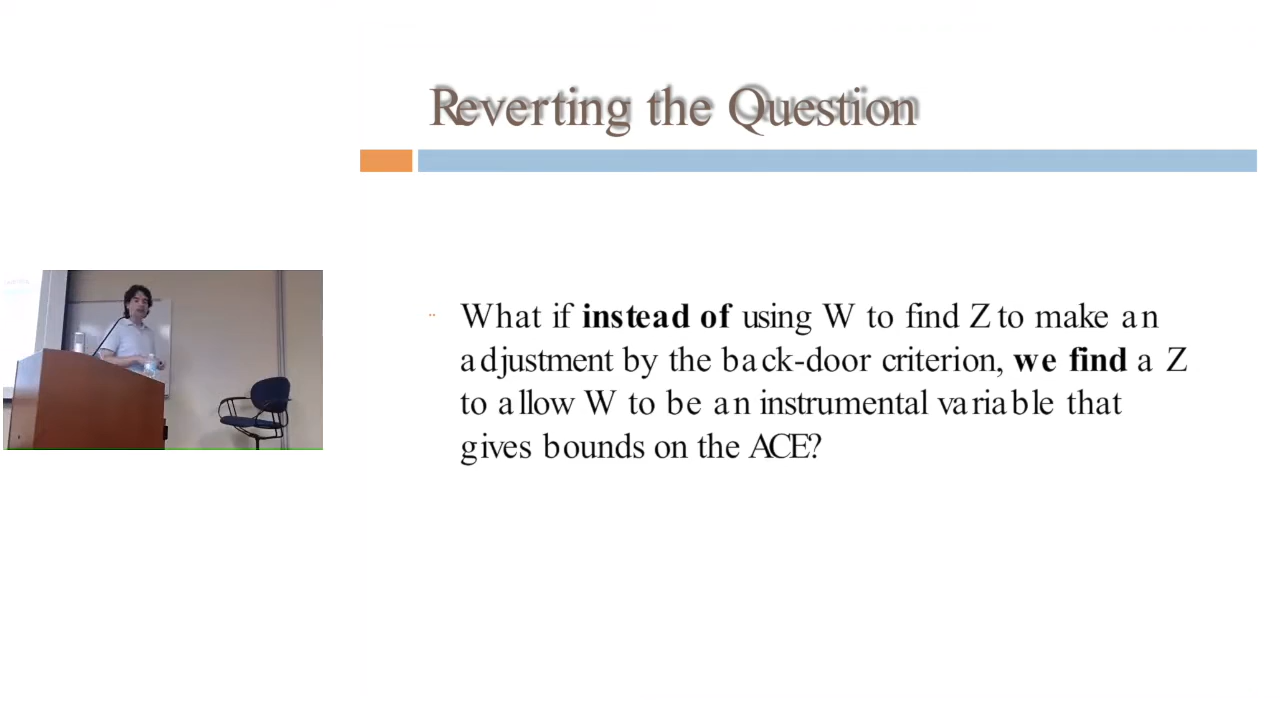 Reverting the Question
What if instead of using W to find Z to make an
adjustment by the back-door criterion, we find a Z
to allow W to be an instrumental variable that
gives bounds on the ACE?